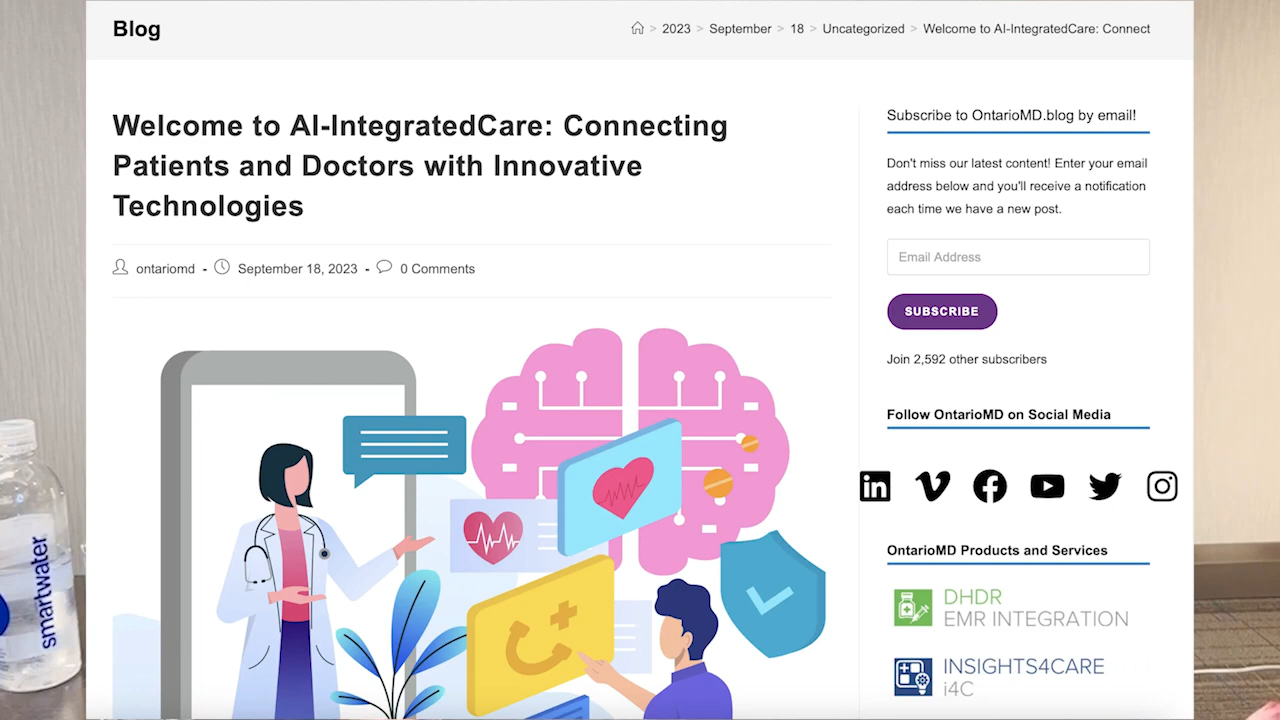 Blog
2023 > September > 18 > Uncategorized > Welcome to AI-IntegratedCare: Connect
Welcome to AI-IntegratedCare: Connecting
Patients and Doctors with Innovative
Technologies
ontariomd - September 18, 2023 - 0 Comments
Subscribe to OntarioMD.blog by email!
Don't miss our latest content! Enter your email
address below and you'll receive a notification
each time we have a new post.
Email Address
SUBSCRIBE
Join 2,592 other subscribers
Follow OntarioMD on Social Media
in
OntarioMD Products and Services
DHDR
EMR INTEGRATION
INSIGHTS4CARE
i4C
smartwater